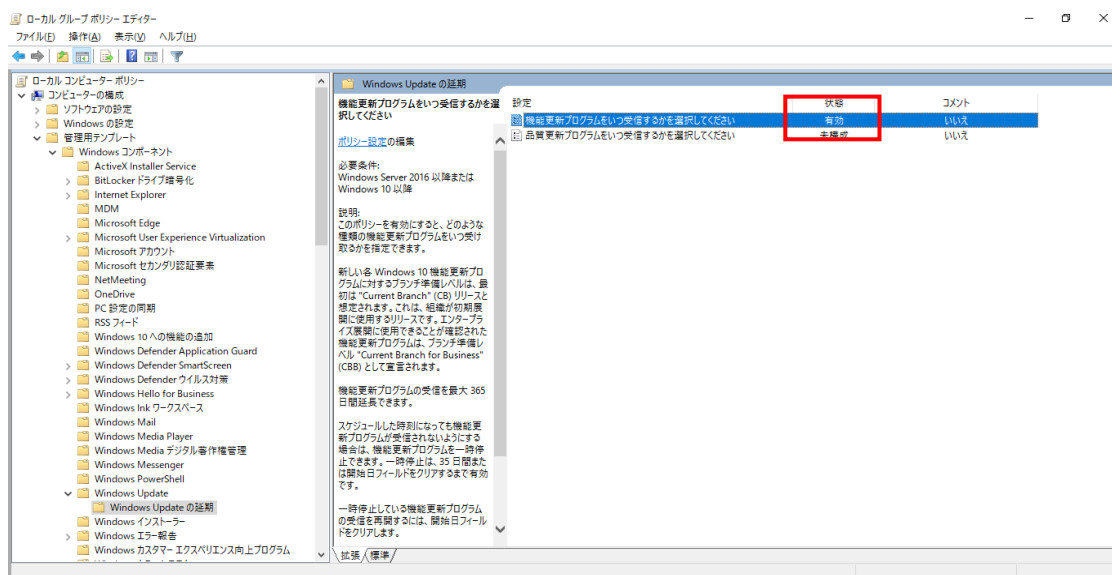 ローカル グループ ポリシー エディター
ファイル(F) 操作(A) 表示(V) ヘルプ(H)
ローカル コンピューター ポリシー
コンピューターの構成
ソフトウェアの設定
Windows の設定
管理用テンプレート
Windows コンポーネント
ActiveX Installer Service
BitLocker ドライブ暗号化
Internet Explorer
MDM
Microsoft Edge
Microsoft User Experience Virtualization
Microsoft アカウント
Microsoft セカンダリ認証要素
NetMeeting
OneDrive
PC 設定の同期
RSS フィード
Windows 10 への機能の追加
Windows Defender Application Guard
Windows Defender SmartScreen
Windows Defender ウイルス対策
Windows Hello for Business
Windows Ink ワークスペース
Windows Mail
Windows Media Player
Windows Media デジタル著作権管理
Windows Messenger
Windows PowerShell
Windows Update
Windows Update の延期
Windows インストーラー
Windows エラー報告
Windows カスタマー エクスペリエンス向上プログラム
Windows Update の延期
機能更新プログラムをいつ受信するかを選
択してください
ポリシー設定の編集
必要条件:
Windows Server 2016 以降または
Windows 10 以降
説明:
このポリシーを有効にすると、どのような
種類の機能更新プログラムをいつ受け
取るかを指定できます。
新しい各 Windows 10 機能更新プロ
グラムに対するブランチ準備レベルは、最
初は "Current Branch" (CB) リリースと
想定されます。これは、組織が初期展
開に使用するリリースです。エンタープラ
イズ展開に使用できることが確認された
機能更新プログラムは、ブランチ準備レ
ベル "Current Branch for Business"
(CBB) として宣言されます。
機能更新プログラムの受信を最大 365
日間延長できます。
スケジュールした時刻になっても機能更
新プログラムが受信されないようにする
場合は、機能更新プログラムを一時停
止できます。一時停止は、35 日間また
は開始日フィールドをクリアするまで有効
です。
一時停止している機能更新プログラム
の受信を再開するには、開始日フィール
ドをクリアします。
設定 状態 コメント
機能更新プログラムをいつ受信するかを選択してください 有効 いいえ
品質更新プログラムをいつ受信するかを選択してください 未構成 いいえ
拡張 標準